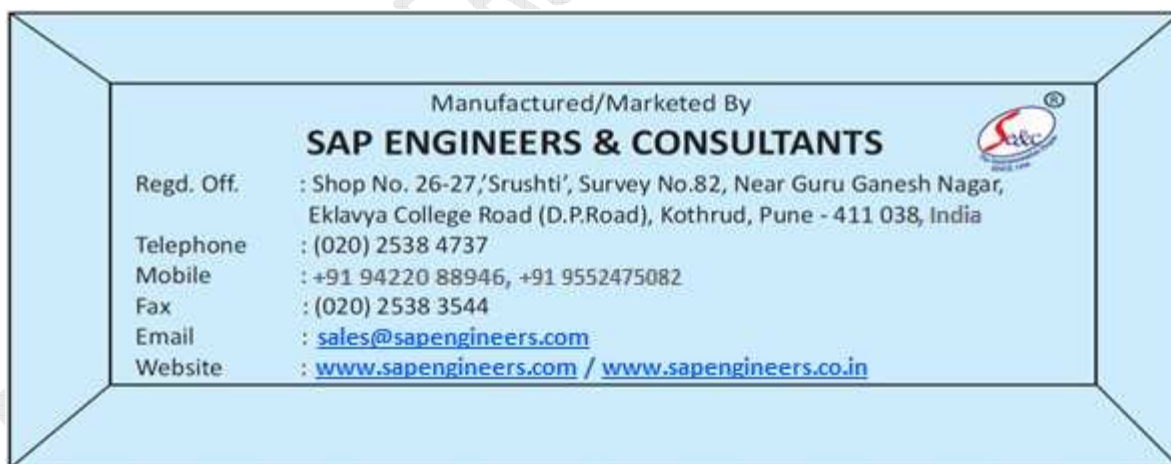 Manufactured/Marketed By
®
SAP ENGINEERS & CONSULTANTS
Sa&c
Regd. Off. : Shop No. 26-27,'Srushti', Survey No.82, Near Guru Ganesh Nagar,
Eklavya College Road (D.P.Road), Kothrud, Pune - 411 038, India
Telephone : (020) 2538 4737
Mobile : +91 94220 88946, +91 9552475082
Fax : (020) 2538 3544
Email : sales@sapengineers.com
Website : www.sapengineers.com / www.sapengineers.co.in